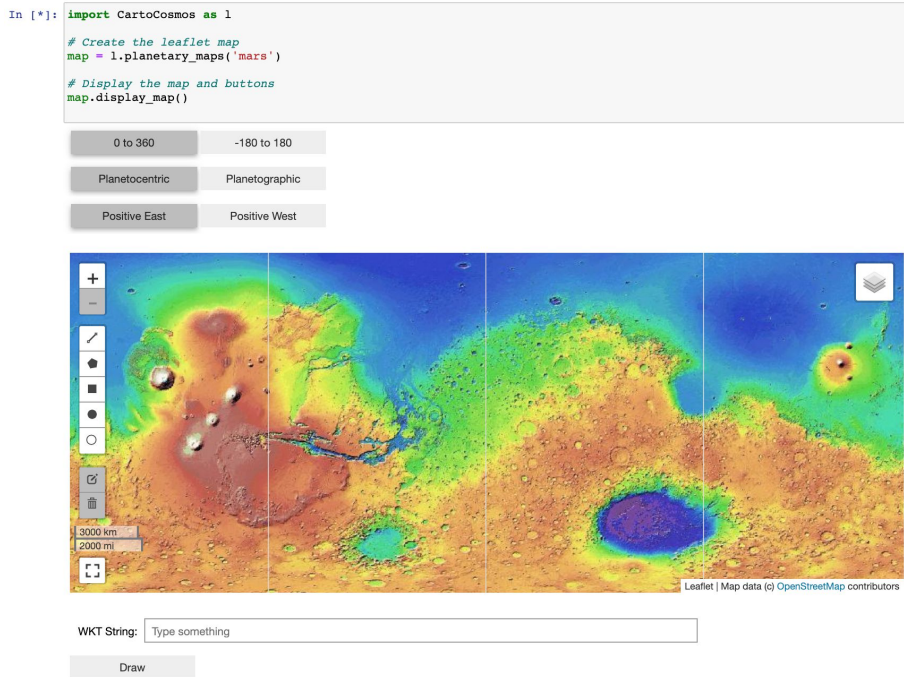 In [*]: import CartoCosmos as l
# Create the leaflet map
map = l.planetary_maps('mars')
# Display the map and buttons
map.display_map()
0 to 360 -180 to 180
Planetocentric Planetographic
Positive East Positive West
+
−
3000 km
2000 mi
Leaflet | Map data (c) OpenStreetMap contributors
WKT String: Type something
Draw